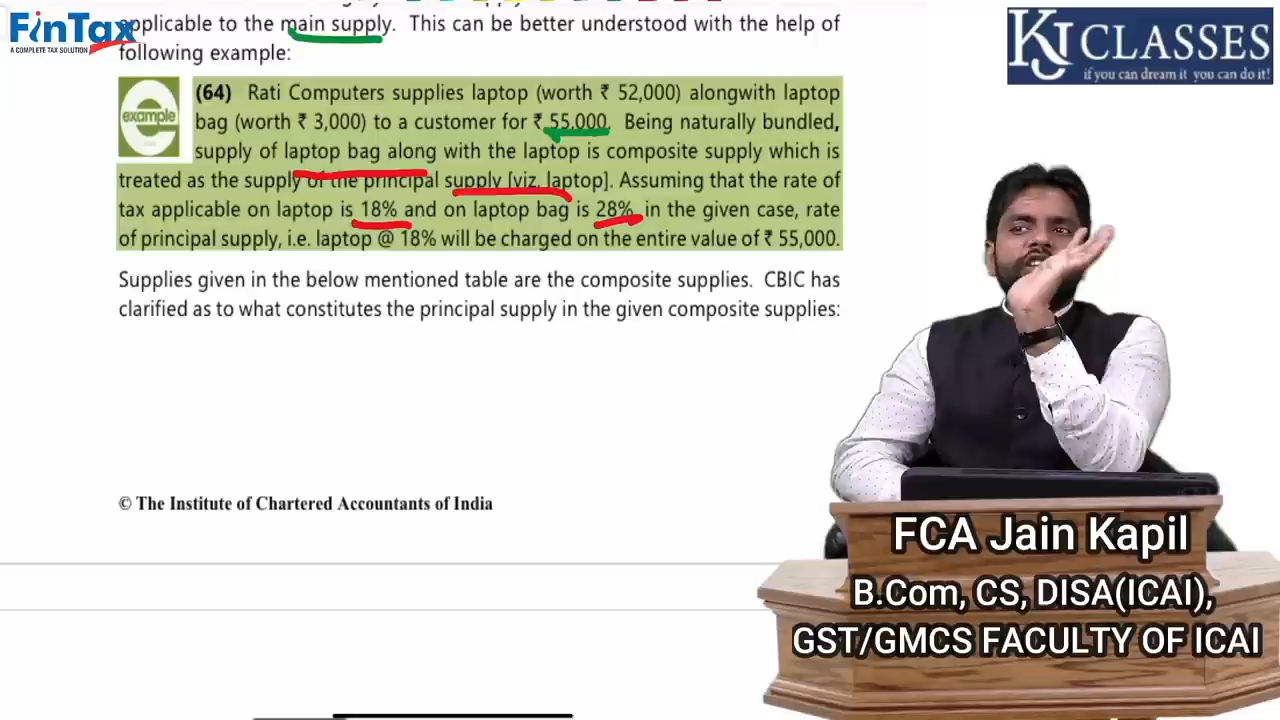 FinTax
A COMPLETE TAX SOLUTION
KJ CLASSES
if you can dream it you can do it!
applicable to the main supply. This can be better understood with the help of
following example:
example
(64) Rati Computers supplies laptop (worth ₹ 52,000) alongwith laptop
bag (worth ₹ 3,000) to a customer for ₹ 55,000. Being naturally bundled,
supply of laptop bag along with the laptop is composite supply which is
treated as the supply of the principal supply [viz. laptop]. Assuming that the rate of
tax applicable on laptop is 18% and on laptop bag is 28% in the given case, rate
of principal supply, i.e. laptop @ 18% will be charged on the entire value of ₹ 55,000.
Supplies given in the below mentioned table are the composite supplies. CBIC has
clarified as to what constitutes the principal supply in the given composite supplies:
© The Institute of Chartered Accountants of India
FCA Jain Kapil
B.Com, CS, DISA(ICAI),
GST/GMCS FACULTY OF ICAI